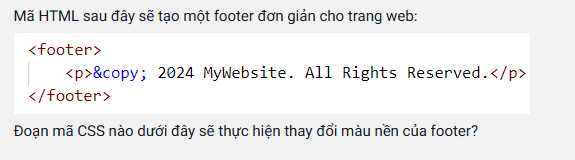 Mã HTML sau đây sẽ tạo một footer đơn giản cho trang web:
<footer>
    <p>&copy; 2024 MyWebsite. All Rights Reserved.</p>
</footer>
Đoạn mã CSS nào dưới đây sẽ thực hiện thay đổi màu nền của footer?